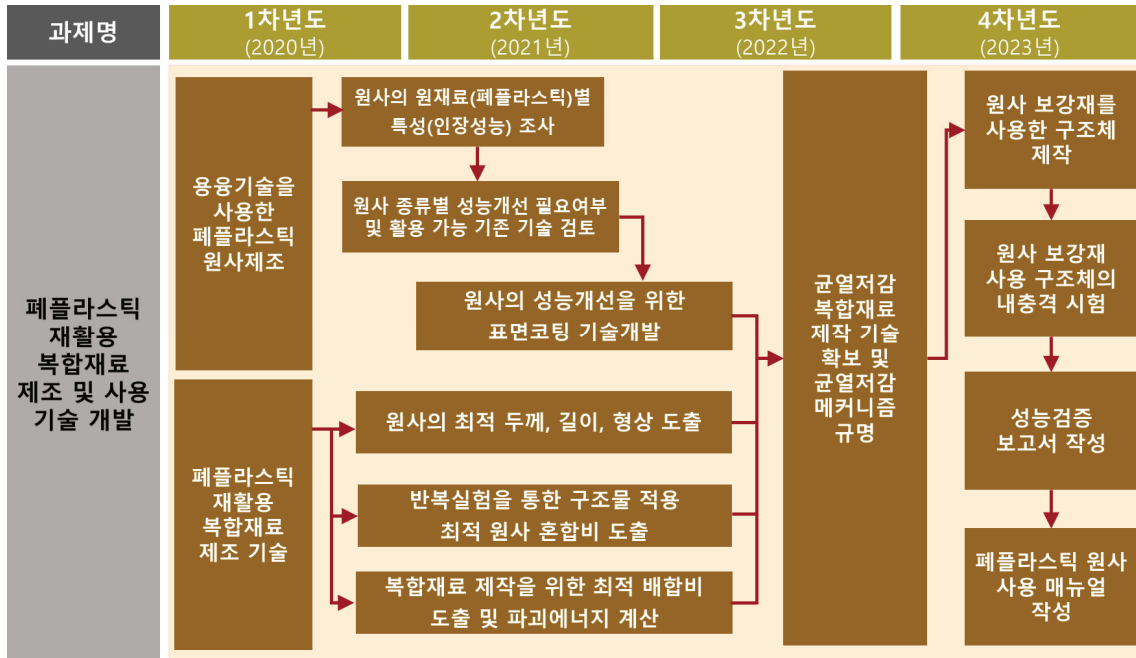 과제명
1차년도
(2020년)
2차년도
(2021년)
3차년도
(2022년)
4차년도
(2023년)
폐플라스틱
재활용
복합재료
제조 및 사용
기술 개발
용융기술을
사용한
폐플라스틱
원사제조
폐플라스틱
재활용
복합재료
제조 기술
원사의 원재료(폐플라스틱)별
특성(인장성능) 조사
원사 종류별 성능개선 필요여부
및 활용 가능 기존 기술 검토
원사의 성능개선을 위한
표면코팅 기술개발
원사의 최적 두께, 길이, 형상 도출
반복실험을 통한 구조물 적용
최적 원사 혼합비 도출
복합재료 제작을 위한 최적 배합비
도출 및 파괴에너지 계산
균열저감
복합재료
제작 기술
확보 및
균열저감
메커니즘
규명
원사 보강재를
사용한 구조체
제작
원사 보강재
사용 구조체의
내충격 시험
성능검증
보고서 작성
폐플라스틱 원사
사용 매뉴얼
작성